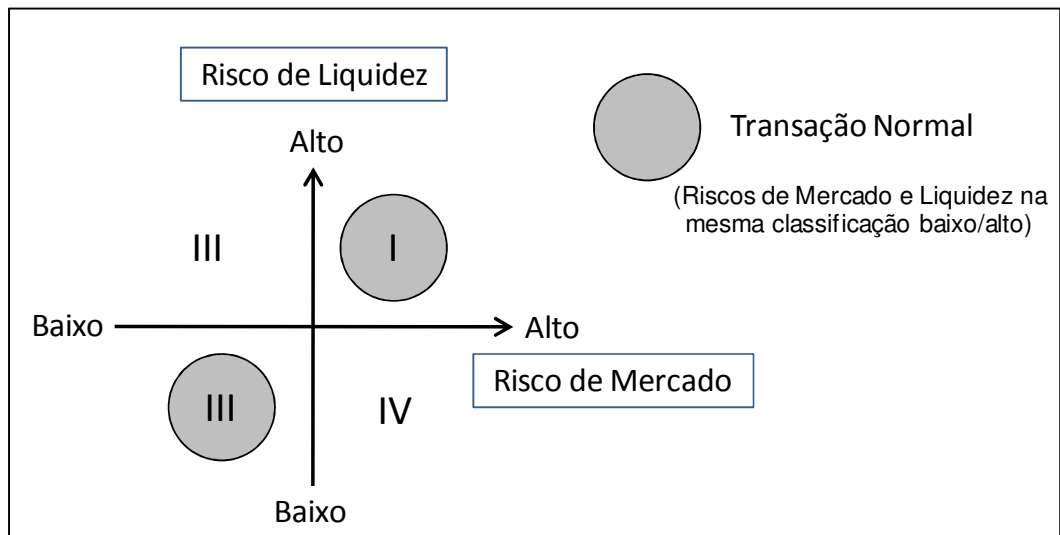 Risco de Liquidez
Alto
Transação Normal
(Riscos de Mercado e Liquidez na
mesma classificação baixo/alto)
III
I
Baixo
Alto
Risco de Mercado
III
IV
Baixo